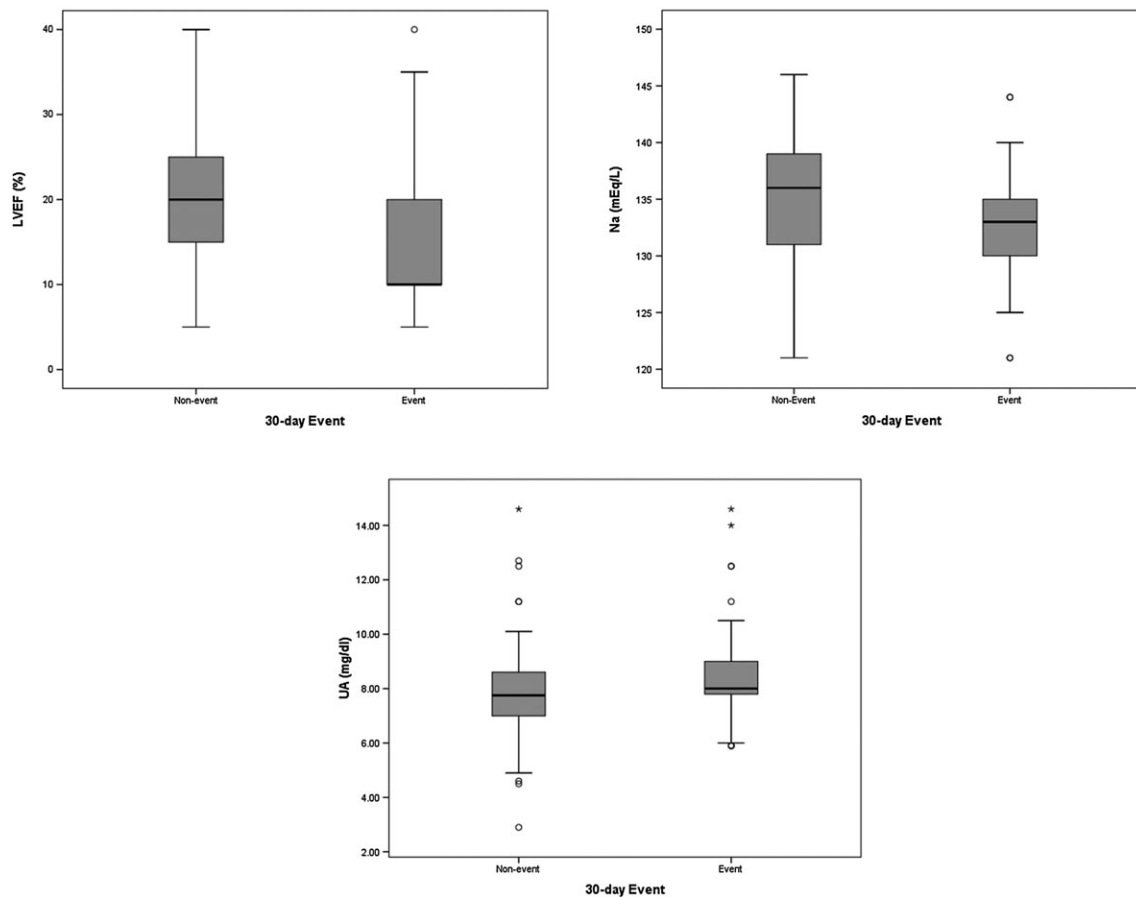 40
30
20
10
0
LVEF (%)
Non-event
Event
30-day Event
150
145
140
135
130
125
120
Na (mEq/L)
Non-Event
Event
30-day Event
14.00
12.00
10.00
8.00
6.00
4.00
2.00
UA (mg/dl)
Non-event
Event
30-day Event